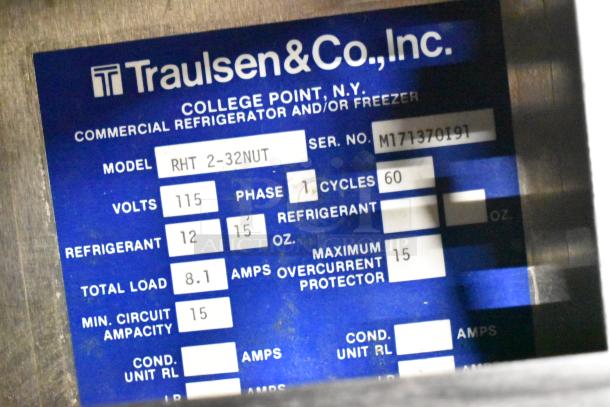 Traulsen & Co., Inc.
COLLEGE POINT, N.Y.
COMMERCIAL REFRIGERATOR AND/OR FREEZER
MODEL RHT 2-32NUT SER. NO. M171370I91
VOLTS 115 PHASE 1 CYCLES 60
REFRIGERANT 12 15 OZ. REFRIGERANT OZ.
TOTAL LOAD 8.1 AMPS MAXIMUM OVERCURRENT PROTECTOR 15
MIN. CIRCUIT AMPACITY 15
COND. UNIT RL AMPS COND. UNIT RL AMPS
AMPS